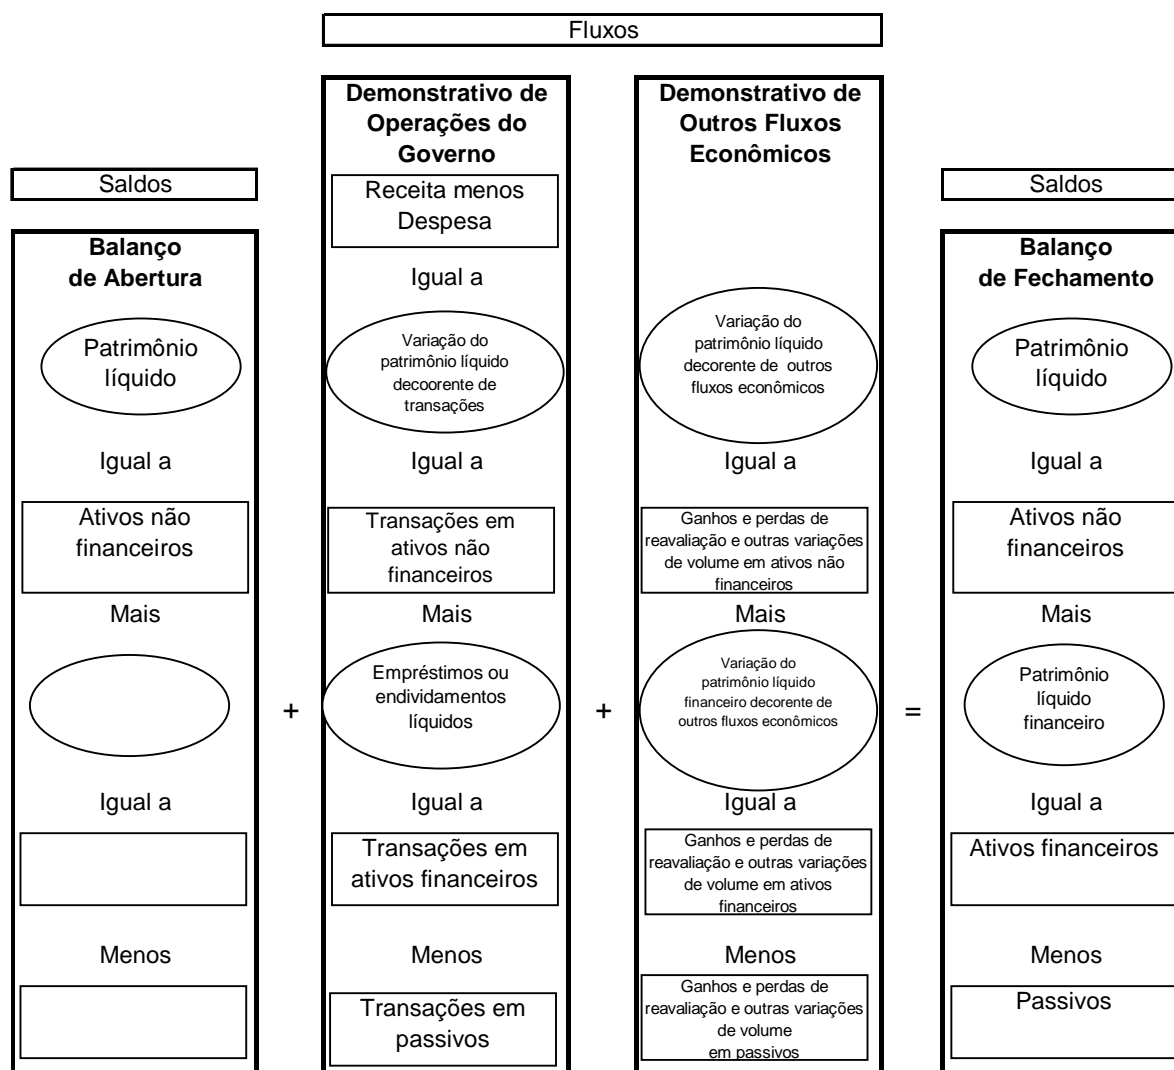 Fluxos
Saldos
Balanço
de Abertura
Patrimônio
líquido
Igual a
Ativos não
financeiros
Mais
Igual a
Menos
+
Demonstrativo de
Operações do
Governo
Receita menos
Despesa
Igual a
Variação do
patrimônio líquido
decoorente de
transações
Igual a
Transações em
ativos não
financeiros
Mais
Empréstimos ou
endividamentos
líquidos
Igual a
Transações em
ativos financeiros
Menos
Transações em
passivos
+
Demonstrativo de
Outros Fluxos
Econômicos
Variação do
patrimônio líquido
decorente de outros
fluxos econômicos
Igual a
Ganhos e perdas de
reavaliação e outras variações
de volume em ativos não
financeiros
Mais
Variação do
patrimônio líquido
financeiro decorente de
outros fluxos econômicos
Igual a
Ganhos e perdas de
reavaliação e outras variações
de volume em ativos
financeiros
Menos
Ganhos e perdas de
reavaliação e outras variações
de volume
em passivos
=
Saldos
Balanço
de Fechamento
Patrimônio
líquido
Igual a
Ativos não
financeiros
Mais
Patrimônio
líquido
financeiro
Igual a
Ativos financeiros
Menos
Passivos